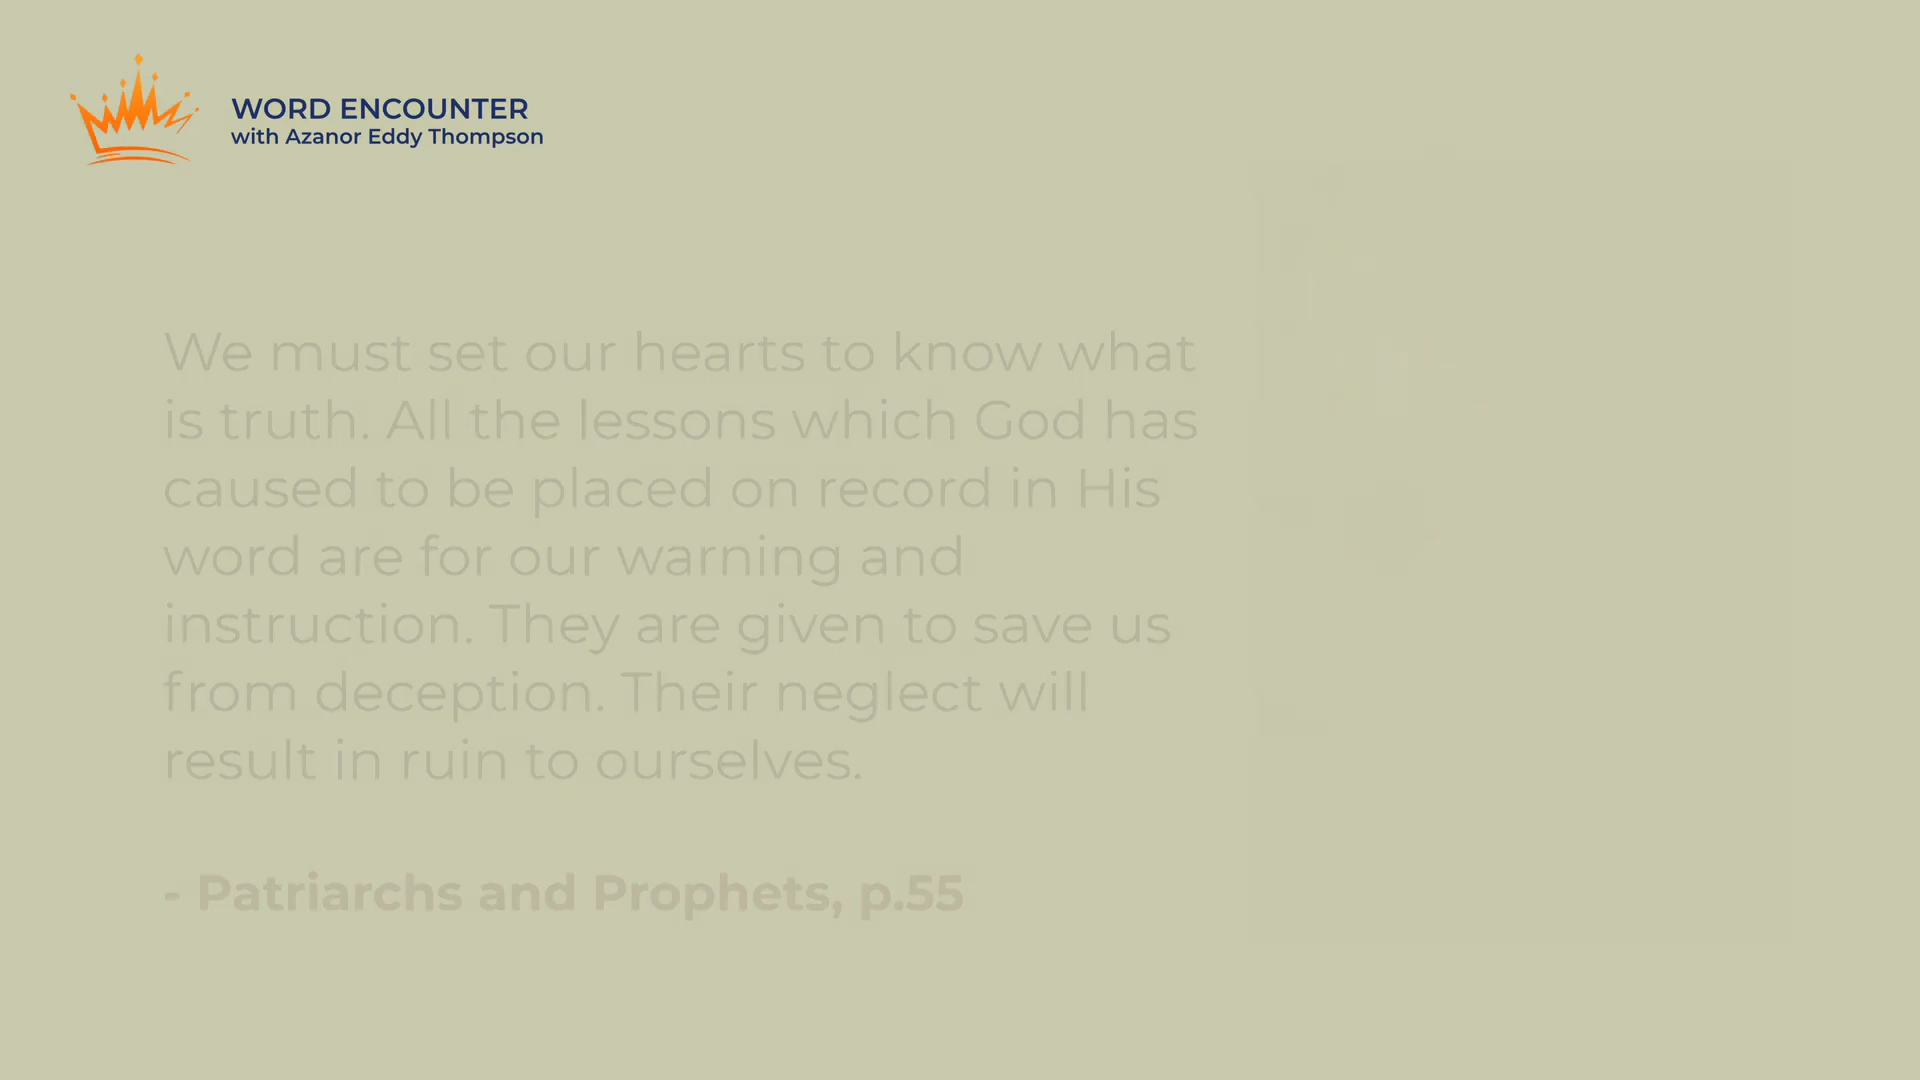 WORD ENCOUNTER
with Azanor Eddy Thompson
We must set our hearts to know what
is truth. All the lessons which God has
caused to be placed on record in His
word are for our warning and
instruction. They are given to save us
from deception. Their neglect will
result in ruin to ourselves.
- Patriarchs and Prophets, p.55